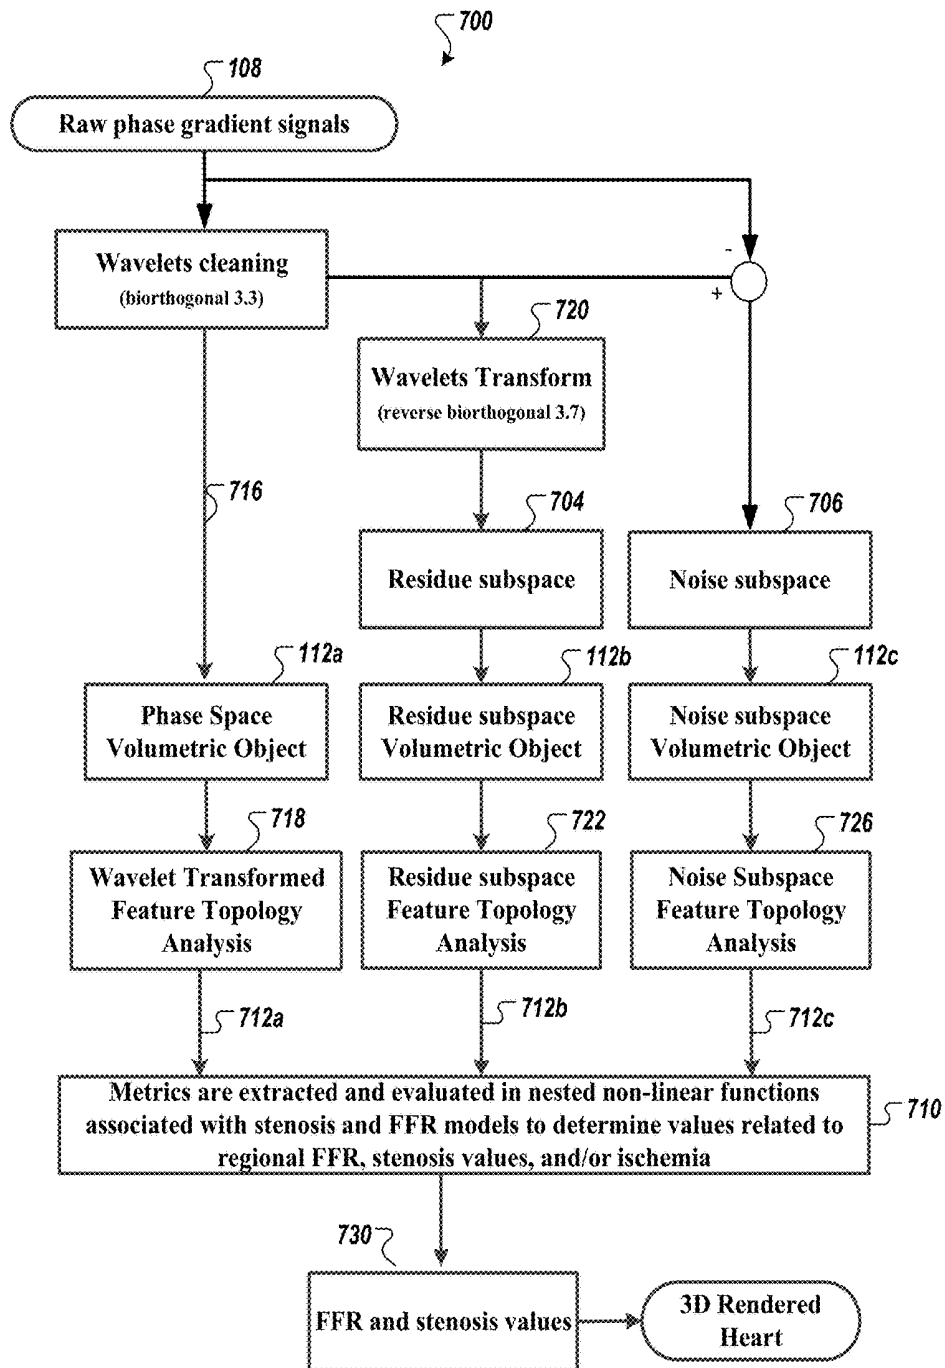 700
108
Raw phase gradient signals
Wavelets cleaning
(biorthogonal 3.3)
-
+
720
Wavelets Transform
(reverse biorthogonal 3.7)
716
704
706
Residue subspace
Noise subspace
112a
112b
112c
Phase Space
Volumetric Object
Residue subspace
Volumetric Object
Noise subspace
Volumetric Object
718
722
726
Wavelet Transformed
Feature Topology
Analysis
Residue subspace
Feature Topology
Analysis
Noise Subspace
Feature Topology
Analysis
712a
712b
712c
Metrics are extracted and evaluated in nested non-linear functions
associated with stenosis and FFR models to determine values related to
regional FFR, stenosis values, and/or ischemia
710
730
FFR and stenosis values
3D Rendered
Heart